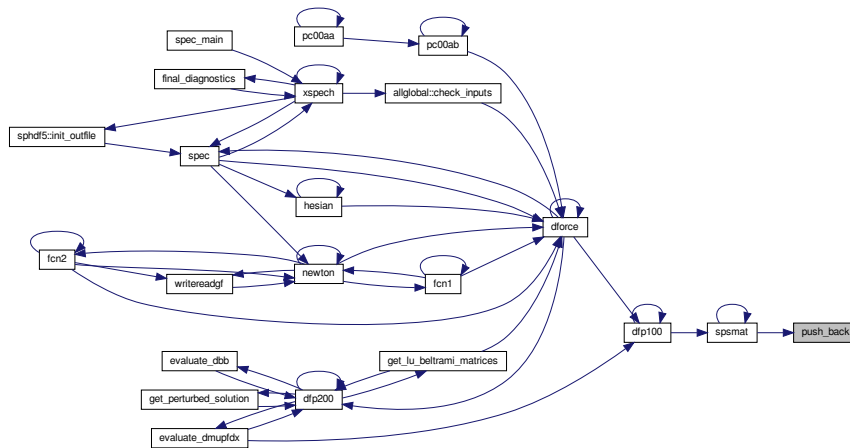 spec_main
pc00aa
pc00ab
final_diagnostics
xspech
allglobal::check_inputs
sphdf5::init_outfile
spec
hesian
dforce
fcn2
newton
writereadgf
fcn1
dfp100
spsmat
push_back
evaluate_dbb
get_lu_beltrami_matrices
get_perturbed_solution
dfp200
evaluate_dmupfdx